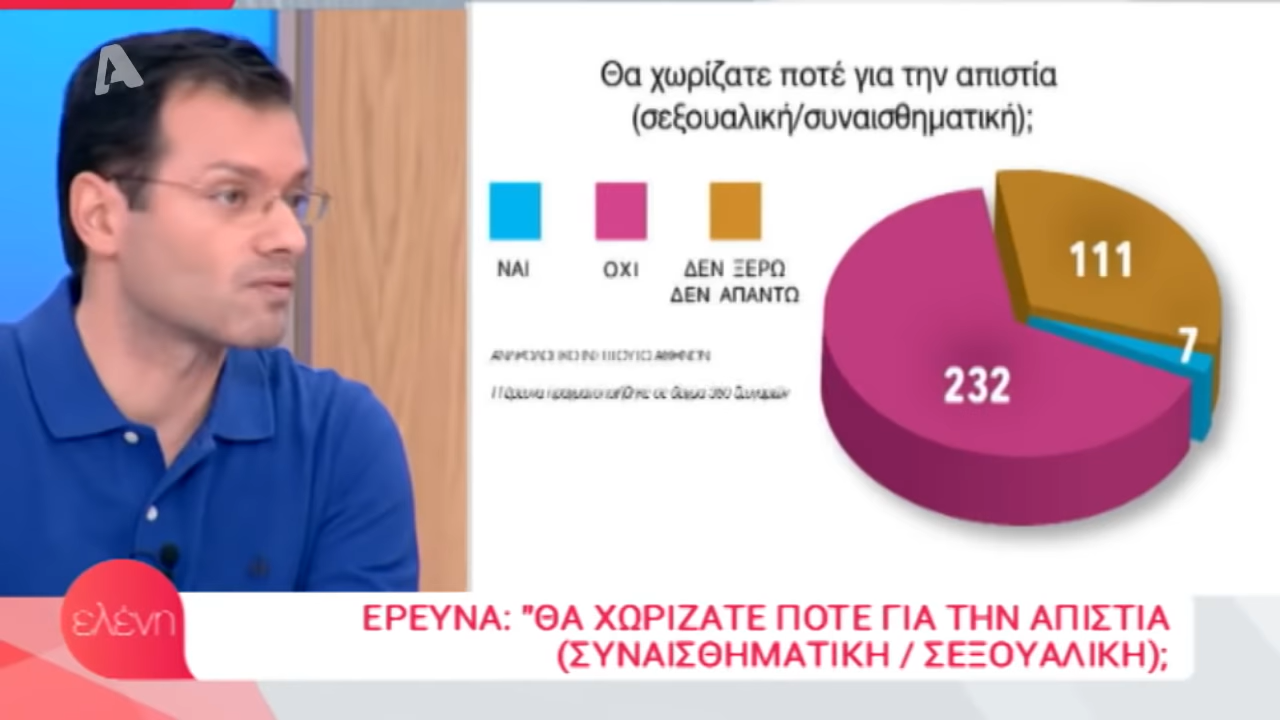 Θα χωρίζατε ποτέ για την απιστία
(σεξουαλική/συναισθηματική);
ΝΑΙ
ΟΧΙ
ΔΕΝ ΞΕΡΩ
ΔΕΝ ΑΠΑΝΤΩ
111
7
232
ελένη
ΕΡΕΥΝΑ: "ΘΑ ΧΩΡΙΖΑΤΕ ΠΟΤΕ ΓΙΑ ΤΗΝ ΑΠΙΣΤΙΑ
(ΣΥΝΑΙΣΘΗΜΑΤΙΚΗ / ΣΕΞΟΥΑΛΙΚΗ);